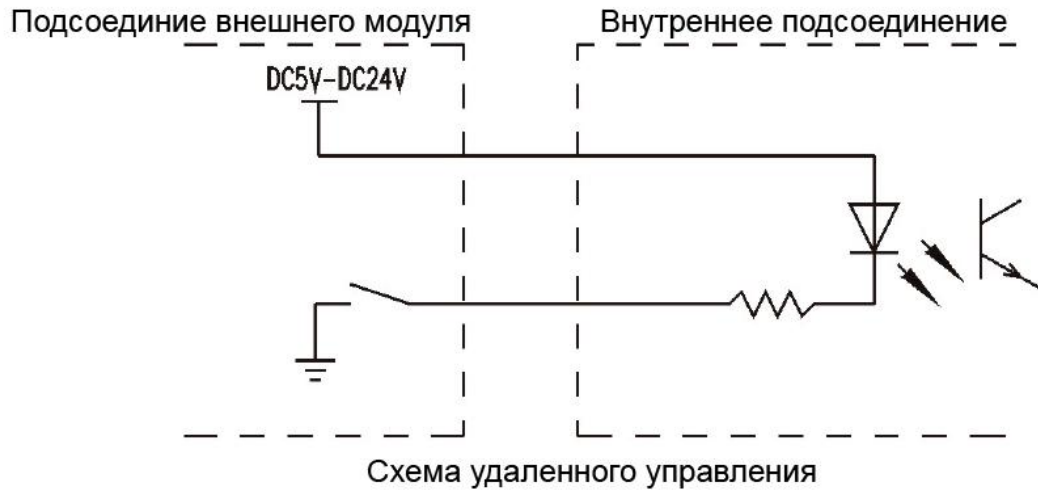 Подсоединие внешнего модуля
Внутреннее подсоединение
DC5V-DC24V
Схема удаленного управления